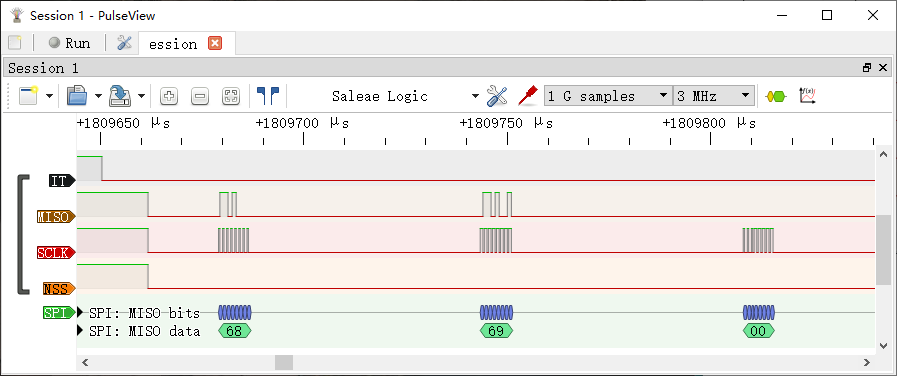 Session 1 - PulseView
Run
ession
Session 1
Saleae Logic 1 G samples 3 MHz f(x)
+1809650 μs +1809700 μs +1809750 μs +1809800 μs
IT
MISO
SCLK
NSS
SPI SPI: MISO bits
SPI: MISO data 68 69 00